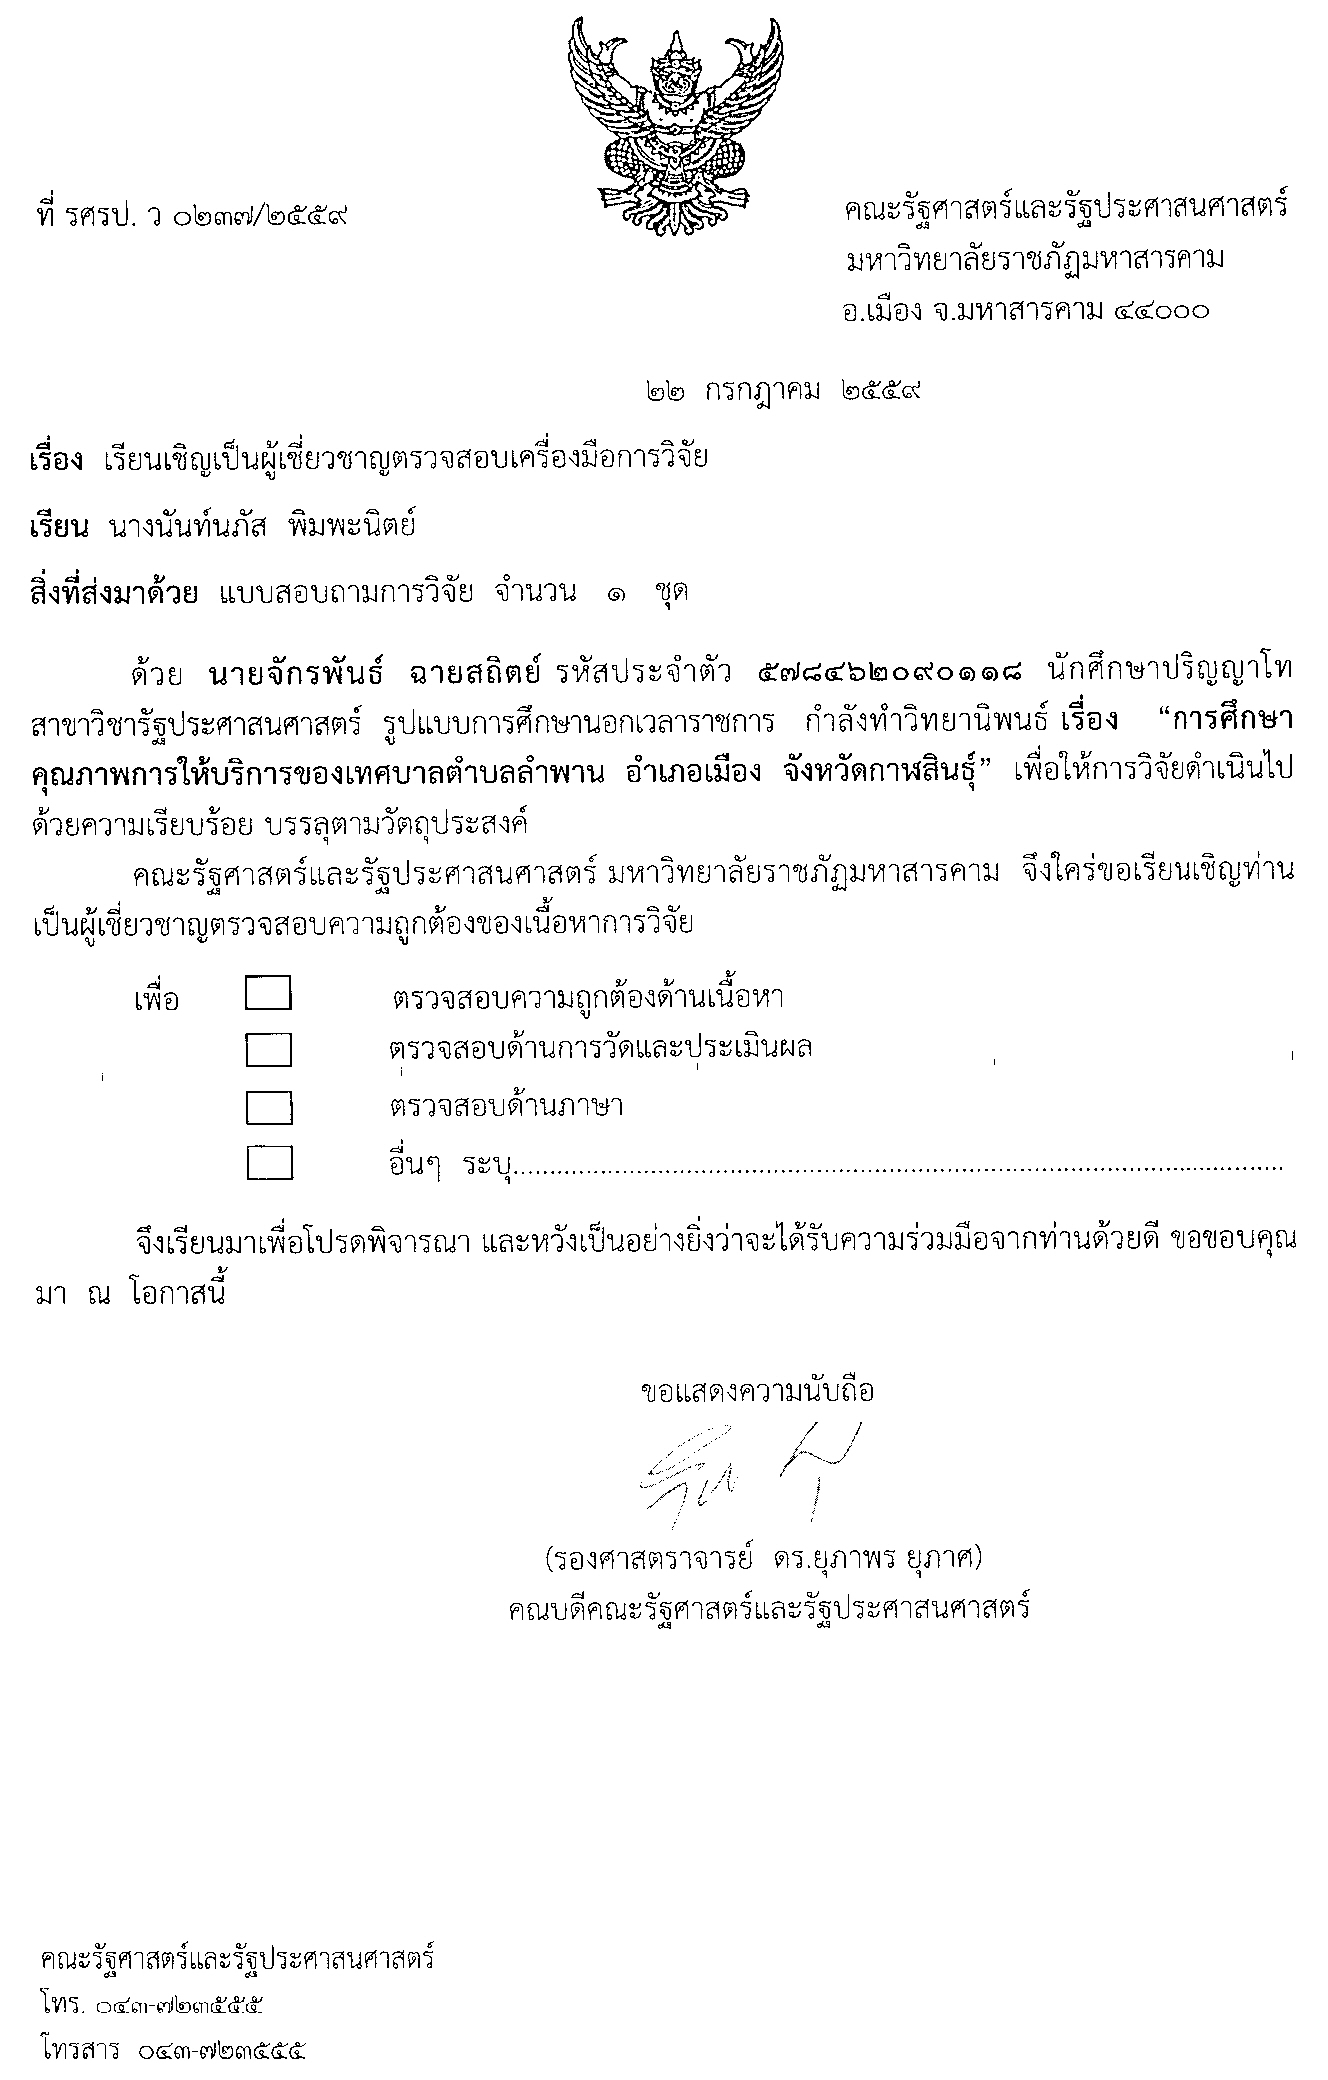 ที่ รศรป. ว ๐๒๓๗/๒๕๕๙
คณะรัฐศาสตร์และรัฐประศาสนศาสตร์
มหาวิทยาลัยราชภัฏมหาสารคาม
อ.เมือง จ.มหาสารคาม ๔๔๐๐๐
๒๒ กรกฎาคม ๒๕๕๙
เรื่อง เรียนเชิญเป็นผู้เชี่ยวชาญตรวจสอบเครื่องมือการวิจัย
เรียน นางนันท์นภัส พิมพะนิตย์
สิ่งที่ส่งมาด้วย แบบสอบถามการวิจัย จำนวน ๑ ชุด
ด้วย นายจักรพันธ์ ฉายสถิตย์ รหัสประจำตัว ๕๗๘๔๖๒๐๙๐๑๑๘ นักศึกษาปริญญาโท
สาขาวิชารัฐประศาสนศาสตร์ รูปแบบการศึกษานอกเวลาราชการ กำลังทำวิทยานิพนธ์ เรื่อง “การศึกษา
คุณภาพการให้บริการของเทศบาลตำบลลำพาน อำเภอเมือง จังหวัดกาฬสินธุ์” เพื่อให้การวิจัยดำเนินไป
ด้วยความเรียบร้อย บรรลุตามวัตถุประสงค์
คณะรัฐศาสตร์และรัฐประศาสนศาสตร์ มหาวิทยาลัยราชภัฏมหาสารคาม จึงใคร่ขอเรียนเชิญท่าน
เป็นผู้เชี่ยวชาญตรวจสอบความถูกต้องของเนื้อหาการวิจัย
เพื่อ ตรวจสอบความถูกต้องด้านเนื้อหา
ตรวจสอบด้านการวัดและประเมินผล
ตรวจสอบด้านภาษา
อื่นๆ ระบุ........................................................................................................
จึงเรียนมาเพื่อโปรดพิจารณา และหวังเป็นอย่างยิ่งว่าจะได้รับความร่วมมือจากท่านด้วยดี ขอขอบคุณ
มา ณ โอกาสนี้
ขอแสดงความนับถือ
(รองศาสตราจารย์ ดร.ยุภาพร ยุภาศ)
คณบดีคณะรัฐศาสตร์และรัฐประศาสนศาสตร์
คณะรัฐศาสตร์และรัฐประศาสนศาสตร์
โทร. ๐๔๓-๗๒๓๕๕๕
โทรสาร ๐๔๓-๗๒๓๕๕๕